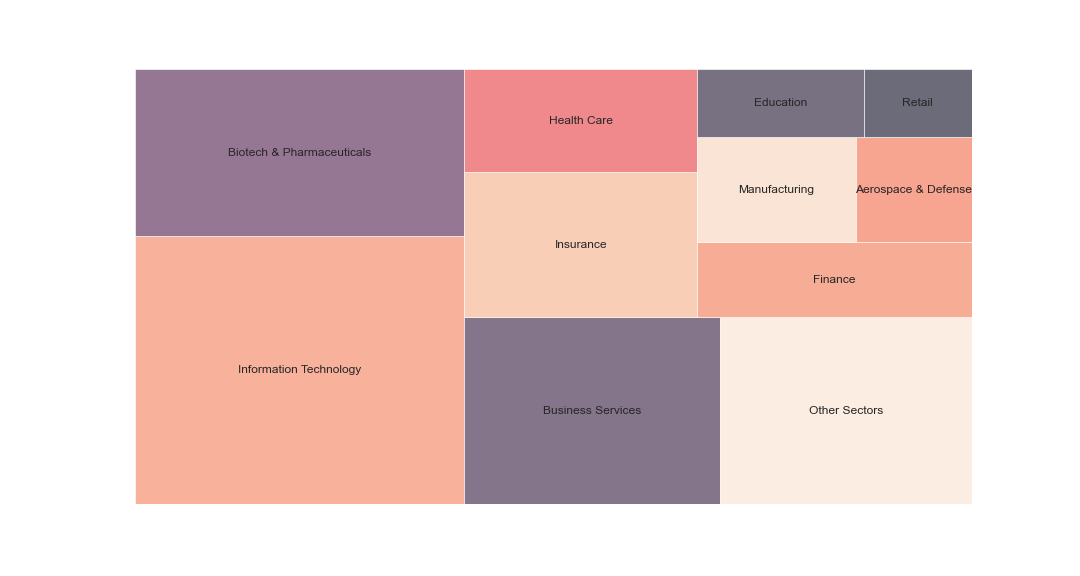 Biotech & Pharmaceuticals
Information Technology
Health Care
Insurance
Business Services
Education
Retail
Manufacturing
Aerospace & Defense
Finance
Other Sectors